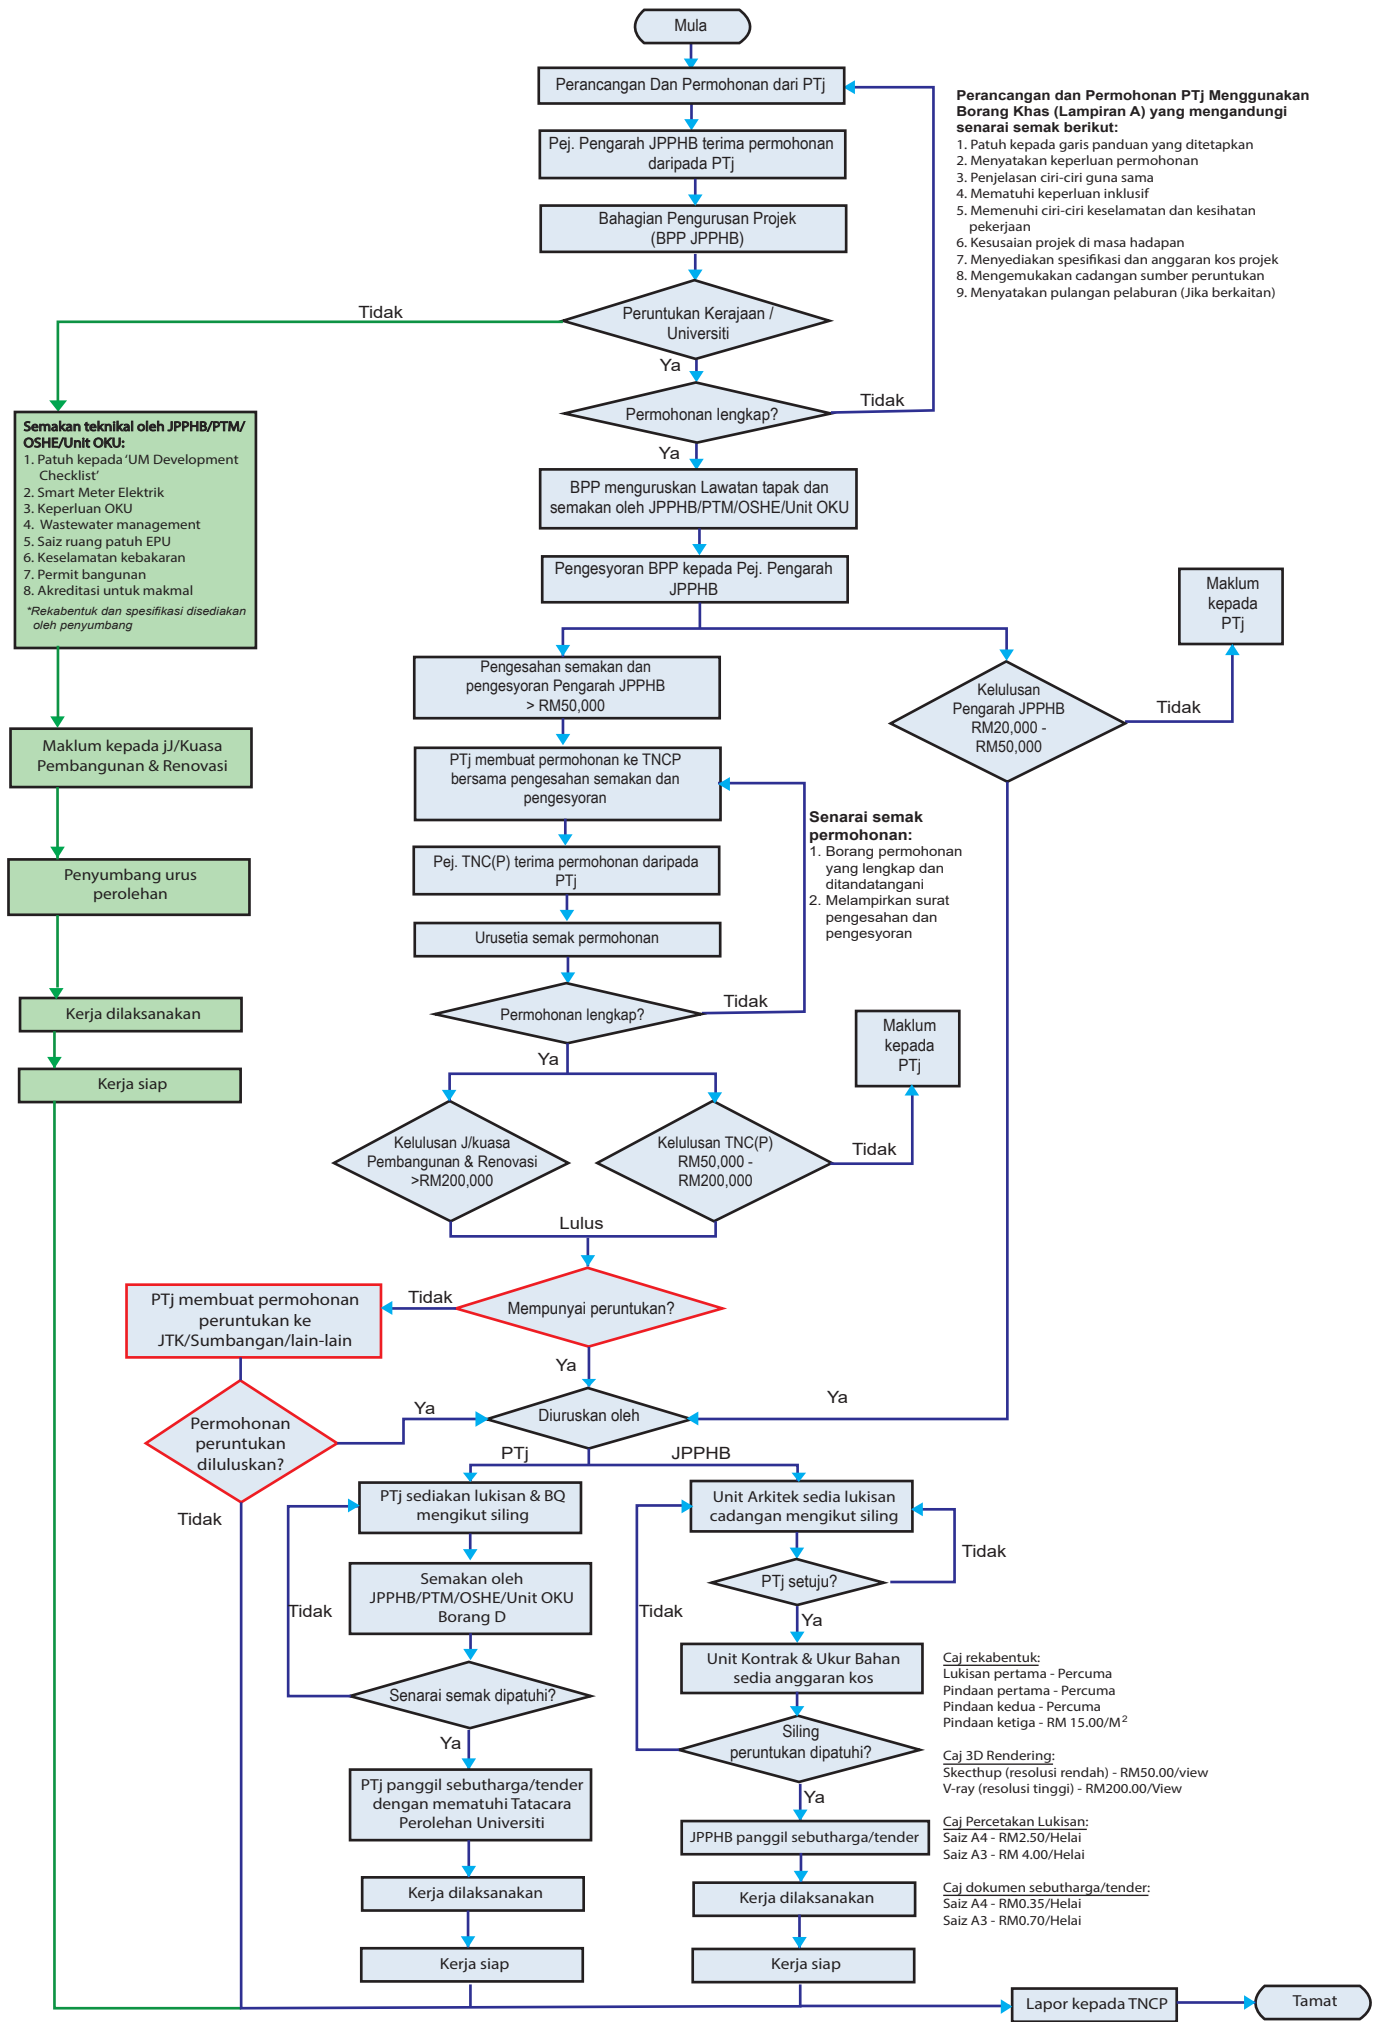 Mula
Perancangan Dan Permohonan dari PTj
Pej. Pengarah JPPHB terima permohonan
daripada PTj
Bahagian Pengurusan Projek
(BPP JPPHB)
Perancangan dan Permohonan PTj Menggunakan
Borang Khas (Lampiran A) yang mengandungi
senarai semak berikut:
1. Patuh kepada garis panduan yang ditetapkan
2. Menyatakan keperluan permohonan
3. Penjelasan ciri-ciri guna sama
4. Mematuhi keperluan inklusif
5. Memenuhi ciri-ciri keselamatan dan kesihatan
pekerjaan
6. Kesusaian projek di masa hadapan
7. Menyediakan spesifikasi dan anggaran kos projek
8. Mengemukakan cadangan sumber peruntukan
9. Menyatakan pulangan pelaburan (Jika berkaitan)
Tidak
Peruntukan Kerajaan /
Universiti
Ya
Permohonan lengkap?
Tidak
Ya
Semakan teknikal oleh JPPHB/PTM/
OSHE/Unit OKU:
1. Patuh kepada ‘UM Development
Checklist’
2. Smart Meter Elektrik
3. Keperluan OKU
4. Wastewater management
5. Saiz ruang patuh EPU
6. Keselamatan kebakaran
7. Permit bangunan
8. Akreditasi untuk makmal
*Rekabentuk dan spesifikasi disediakan
oleh penyumbang
Maklum kepada jJ/Kuasa
Pembangunan & Renovasi
Penyumbang urus
perolehan
Kerja dilaksanakan
Kerja siap
BPP menguruskan Lawatan tapak dan
semakan oleh JPPHB/PTM/OSHE/Unit OKU
Pengesyoran BPP kepada Pej. Pengarah
JPPHB
Maklum
kepada
PTj
Pengesahan semakan dan
pengesyoran Pengarah JPPHB
> RM50,000
Kelulusan
Pengarah JPPHB
RM20,000 -
RM50,000
Tidak
PTj membuat permohonan ke TNCP
bersama pengesahan semakan dan
pengesyoran
Senarai semak
permohonan:
1. Borang permohonan
yang lengkap dan
ditandatangani
2. Melampirkan surat
pengesahan dan
pengesyoran
Pej. TNC(P) terima permohonan daripada
PTj
Urusetia semak permohonan
Permohonan lengkap?
Tidak
Ya
Maklum
kepada
PTj
Kelulusan J/kuasa
Pembangunan & Renovasi
>RM200,000
Kelulusan TNC(P)
RM50,000 -
RM200,000
Tidak
Lulus
Mempunyai peruntukan?
Tidak
PTj membuat permohonan
peruntukan ke
JTK/Sumbangan/lain-lain
Ya
Permohonan
peruntukan
diluluskan?
Ya
Tidak
Diuruskan oleh
Ya
PTj
JPPHB
PTj sediakan lukisan & BQ
mengikut siling
Semakan oleh
JPPHB/PTM/OSHE/Unit OKU
Borang D
Tidak
Senarai semak dipatuhi?
Ya
PTj panggil sebutharga/tender
dengan mematuhi Tatacara
Perolehan Universiti
Kerja dilaksanakan
Kerja siap
Unit Arkitek sedia lukisan
cadangan mengikut siling
Tidak
PTj setuju?
Ya
Tidak
Unit Kontrak & Ukur Bahan
sedia anggaran kos
Siling
peruntukan dipatuhi?
Ya
JPPHB panggil sebutharga/tender
Kerja dilaksanakan
Kerja siap
Caj rekabentuk:
Lukisan pertama - Percuma
Pindaan pertama - Percuma
Pindaan kedua - Percuma
Pindaan ketiga - RM 15.00/M²
Caj 3D Rendering:
Skecthup (resolusi rendah) - RM50.00/view
V-ray (resolusi tinggi) - RM200.00/View
Caj Percetakan Lukisan:
Saiz A4 - RM2.50/Helai
Saiz A3 - RM 4.00/Helai
Caj dokumen sebutharga/tender:
Saiz A4 - RM0.35/Helai
Saiz A3 - RM0.70/Helai
Lapor kepada TNCP
Tamat